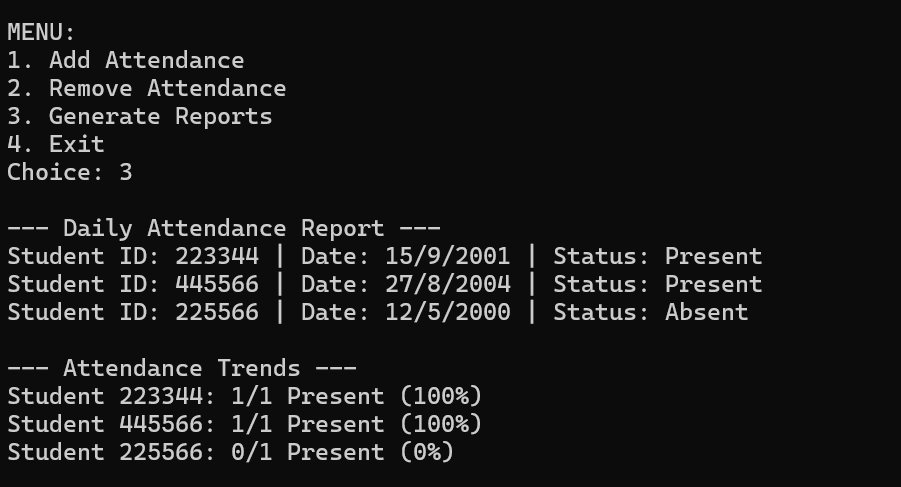 MENU:
1. Add Attendance
2. Remove Attendance
3. Generate Reports
4. Exit
Choice: 3
--- Daily Attendance Report ---
Student ID: 223344 | Date: 15/9/2001 | Status: Present
Student ID: 445566 | Date: 27/8/2004 | Status: Present
Student ID: 225566 | Date: 12/5/2000 | Status: Absent
--- Attendance Trends ---
Student 223344: 1/1 Present (100%)
Student 445566: 1/1 Present (100%)
Student 225566: 0/1 Present (0%)